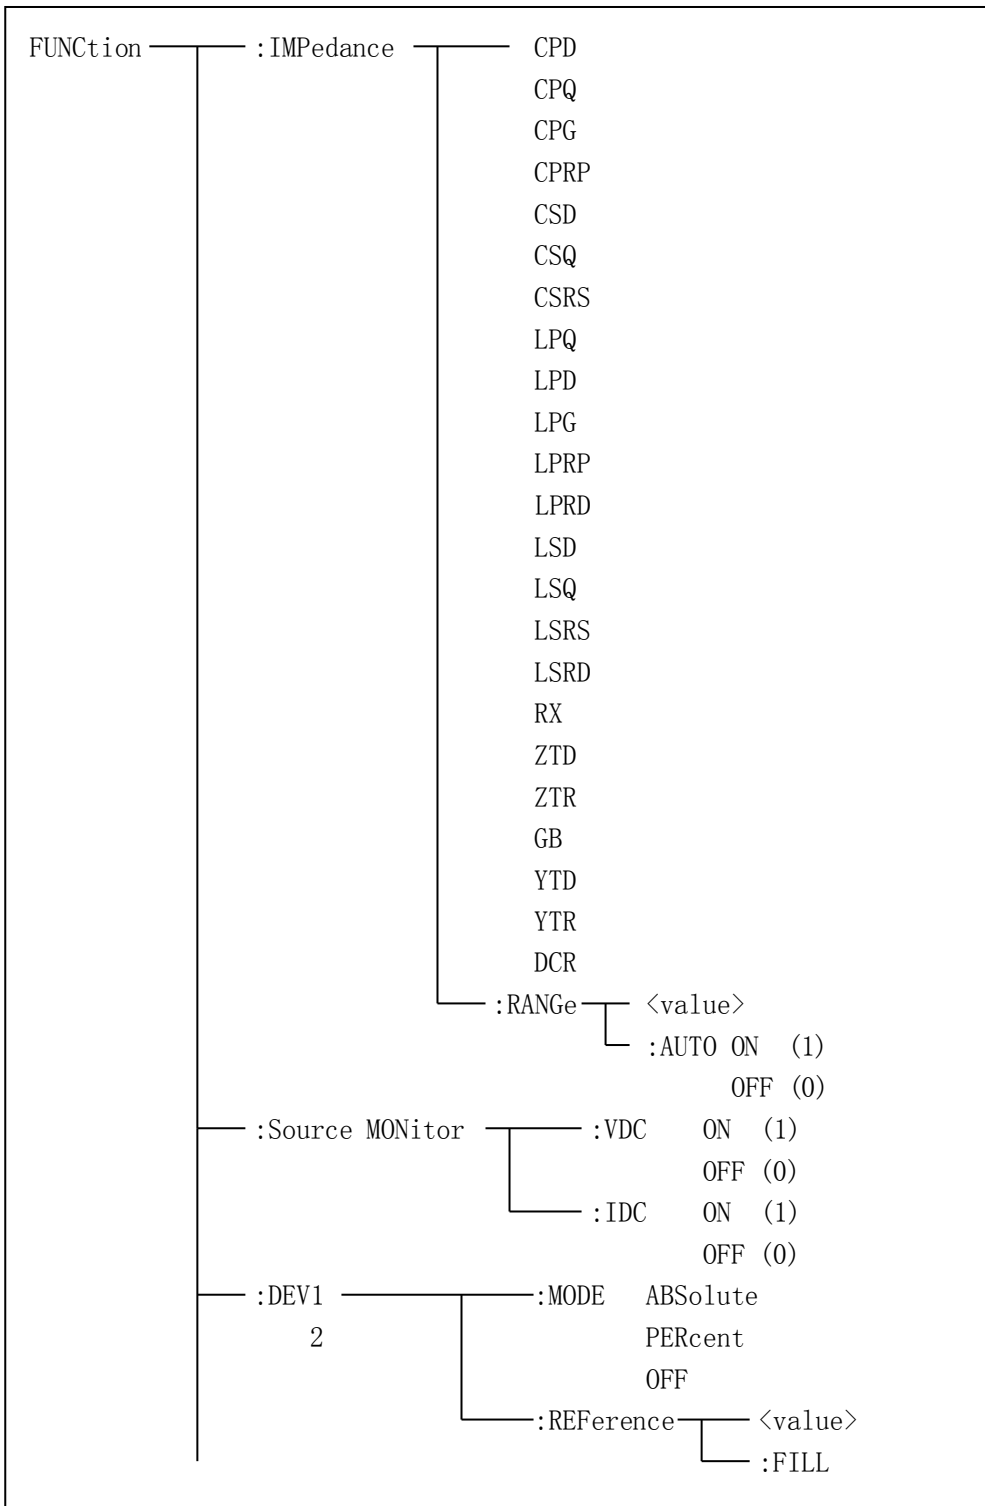 FUNCtion :IMPedance CPD
CPQ
CPG
CPRP
CSD
CSQ
CSRS
LPQ
LPD
LPG
LPRP
LPRD
LSD
LSQ
LSRS
LSRD
RX
ZTD
ZTR
GB
YTD
YTR
DCR
:RANGe <value>
:AUTO ON (1)
OFF (0)
:Source MONitor :VDC ON (1)
OFF (0)
:IDC ON (1)
OFF (0)
:DEV1 :MODE ABSolute
2 PERcent
OFF
:REFerence <value>
:FILL